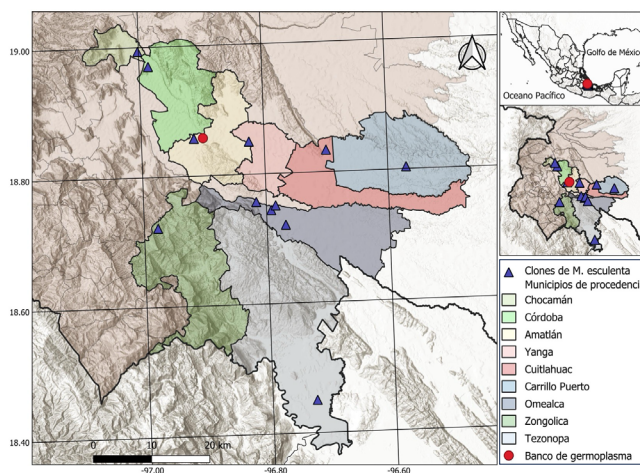 19.00
18.80
18.60
18.40
-97.00
-96.80
-96.60
0 10 20 km
Golfo de Méxi
Oceano Pacífico
Clones de M. esculenta
Municipios de procedenci
Chocamán
Córdoba
Amatlán
Yanga
Cuitlahuac
Carrillo Puerto
Omealca
Zongolica
Tezonopa
Banco de germoplasma